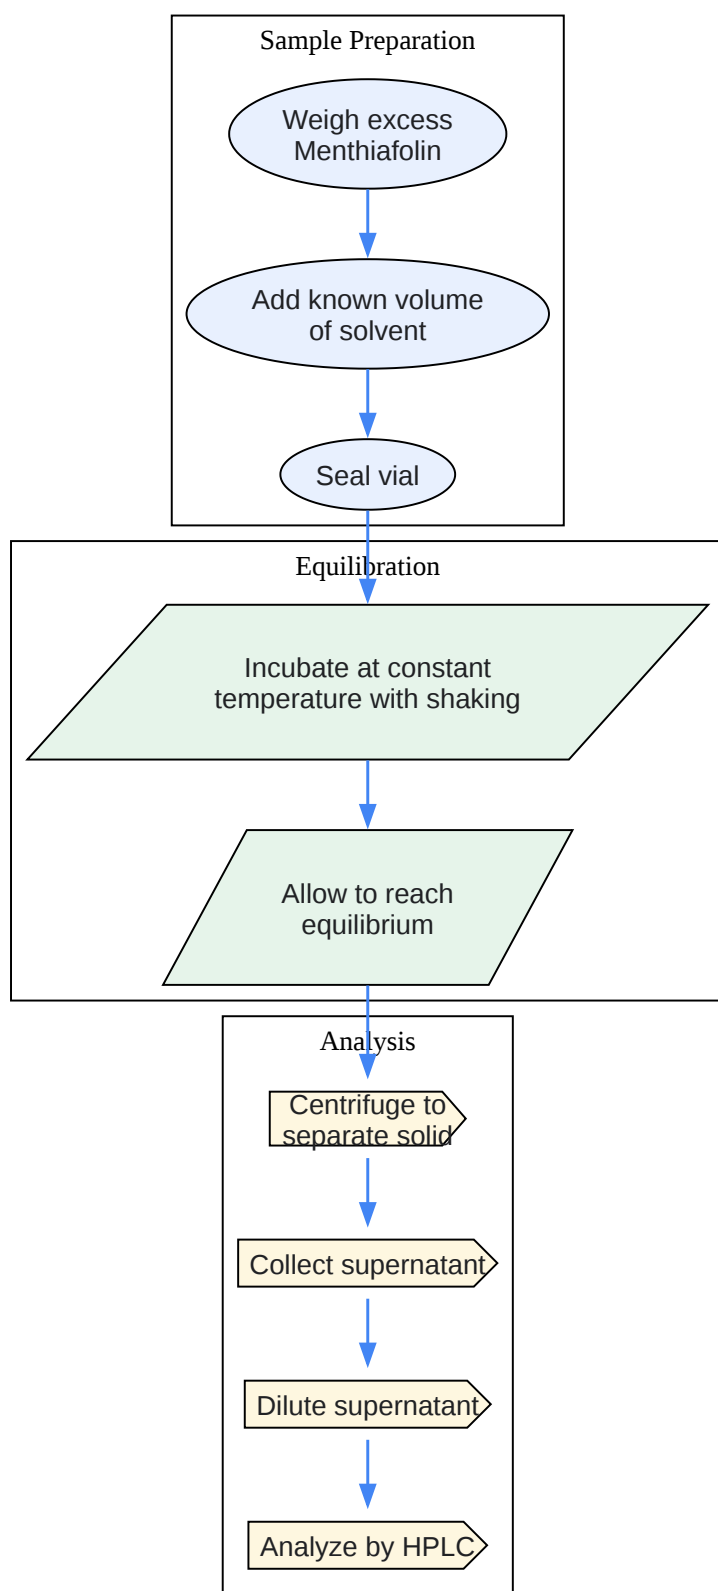 Sample Preparation
Weigh excess
Menthiafolin
Add known volume
of solvent
Seal vial
Equilibration
Incubate at constant
temperature with shaking
Allow to reach
equilibrium
Analysis
Centrifuge to
separate solid
Collect supernatant
Dilute supernatant
Analyze by HPLC